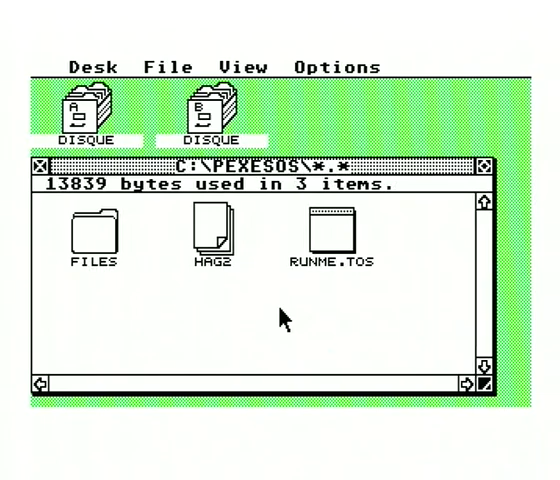 Desk File View Options
A B
DISQUE DISQUE
C:\PEXESOS\*.*
13839 bytes used in 3 items.
FILES HAG2 RUNME.TOS